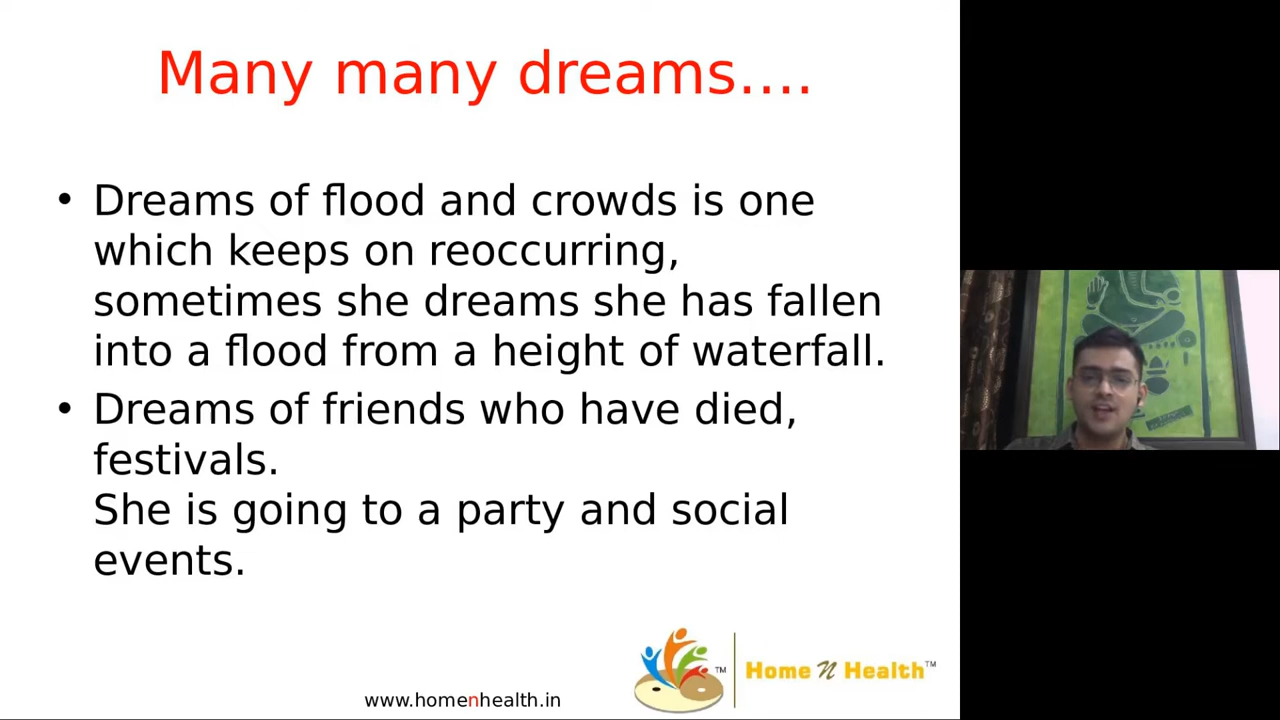 Many many dreams....
• Dreams of flood and crowds is one
which keeps on reoccurring,
sometimes she dreams she has fallen
into a flood from a height of waterfall.
• Dreams of friends who have died,
festivals.
She is going to a party and social
events.
www.homenhealth.in
TM
Home N Health™